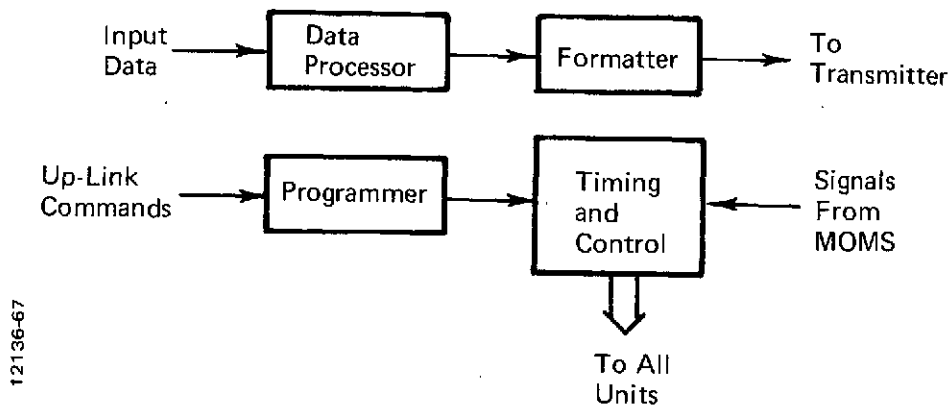 Input
Data
Data
Processor
Formatter
To
Transmitter
Up-Link
Commands
Programmer
Timing
and
Control
Signals
From
MOMS
To All
Units
12136-67